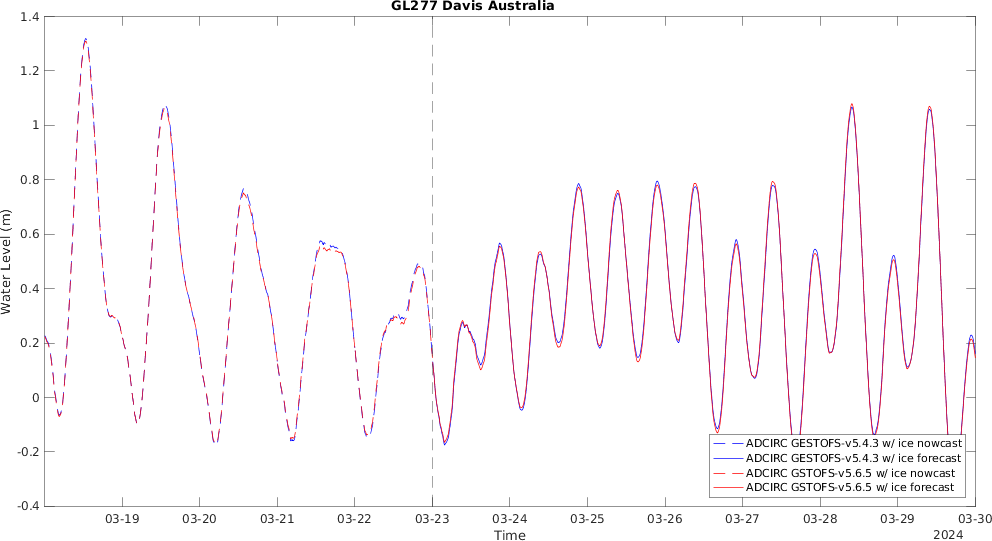 GL277 Davis Australia
1.4
1.2
1
0.8
0.6
0.4
0.2
0
-0.2
-0.4
Water Level (m)
ADCIRC GESTOFS-v5.4.3 w/ ice nowcast
ADCIRC GESTOFS-v5.4.3 w/ ice forecast
ADCIRC GSTOFS-v5.6.5 w/ ice nowcast
ADCIRC GSTOFS-v5.6.5 w/ ice forecast
03-19 03-20 03-21 03-22 03-23 03-24 03-25 03-26 03-27 03-28 03-29 03-30
Time
2024